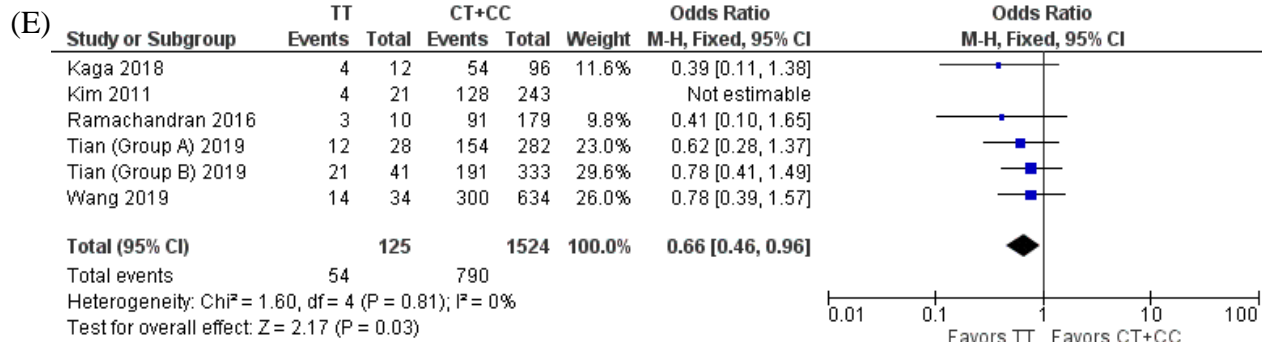 (E) TT CT+CC Odds Ratio Odds Ratio
Study or Subgroup Events Total Events Total Weight M-H, Fixed, 95% CI M-H, Fixed, 95% CI
Kaga 2018 4 12 54 96 11.6% 0.39 [0.11, 1.38]
Kim 2011 4 21 128 243 Not estimable
Ramachandran 2016 3 10 91 179 9.8% 0.41 [0.10, 1.65]
Tian (Group A) 2019 12 28 154 282 23.0% 0.62 [0.28, 1.37]
Tian (Group B) 2019 21 41 191 333 29.6% 0.78 [0.41, 1.49]
Wang 2019 14 34 300 634 26.0% 0.78 [0.39, 1.57]
Total (95% CI) 125 1524 100.0% 0.66 [0.46, 0.96]
Total events 54 790
Heterogeneity: Chi² = 1.60, df = 4 (P = 0.81); I² = 0%
Test for overall effect: Z = 2.17 (P = 0.03)
0.01 0.1 1 10 100
Favors TT Favors CT+CC